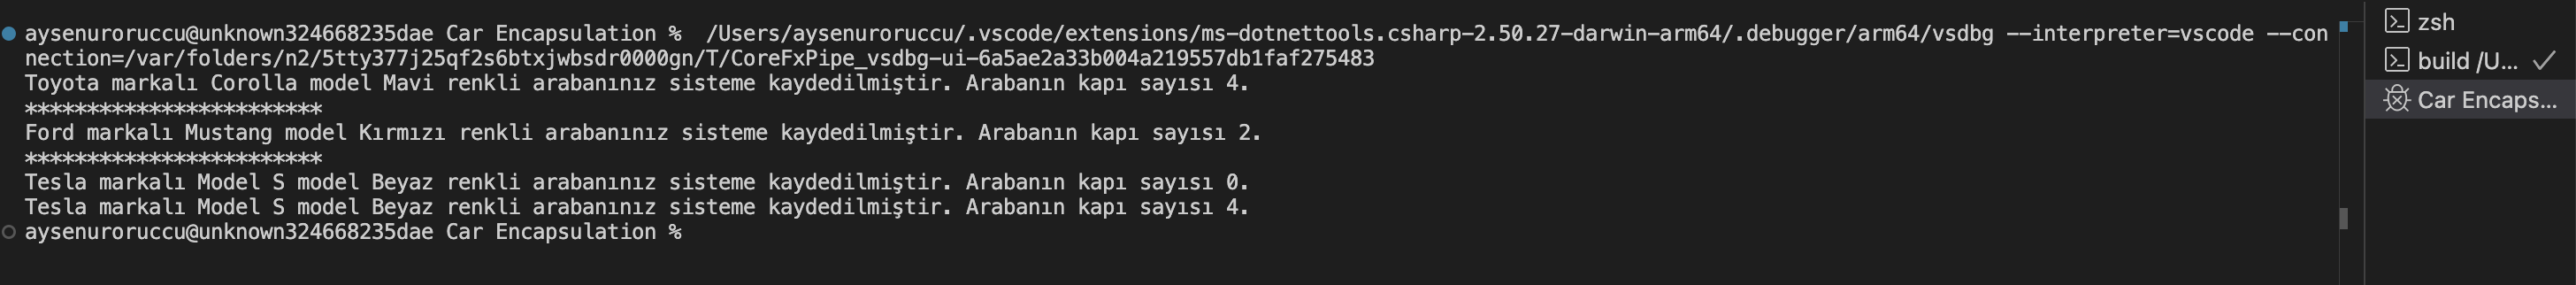 aysenuroruccu@unknown324668235dae Car Encapsulation %  /Users/aysenuroruccu/.vscode/extensions/ms-dotnettools.csharp-2.50.27-darwin-arm64/.debugger/arm64/vsdbg --interpreter=vscode --con
nection=/var/folders/n2/5tty377j25qf2s6btxjwbsdr0000gn/T/CoreFxPipe_vsdbg-ui-6a5ae2a33b004a219557db1faf275483
Toyota markalı Corolla model Mavi renkli arabanınız sisteme kaydedilmiştir. Arabanın kapı sayısı 4.
************************
Ford markalı Mustang model Kırmızı renkli arabanınız sisteme kaydedilmiştir. Arabanın kapı sayısı 2.
************************
Tesla markalı Model S model Beyaz renkli arabanınız sisteme kaydedilmiştir. Arabanın kapı sayısı 0.
Tesla markalı Model S model Beyaz renkli arabanınız sisteme kaydedilmiştir. Arabanın kapı sayısı 4.
aysenuroruccu@unknown324668235dae Car Encapsulation %
zsh
build /U...
Car Encaps...